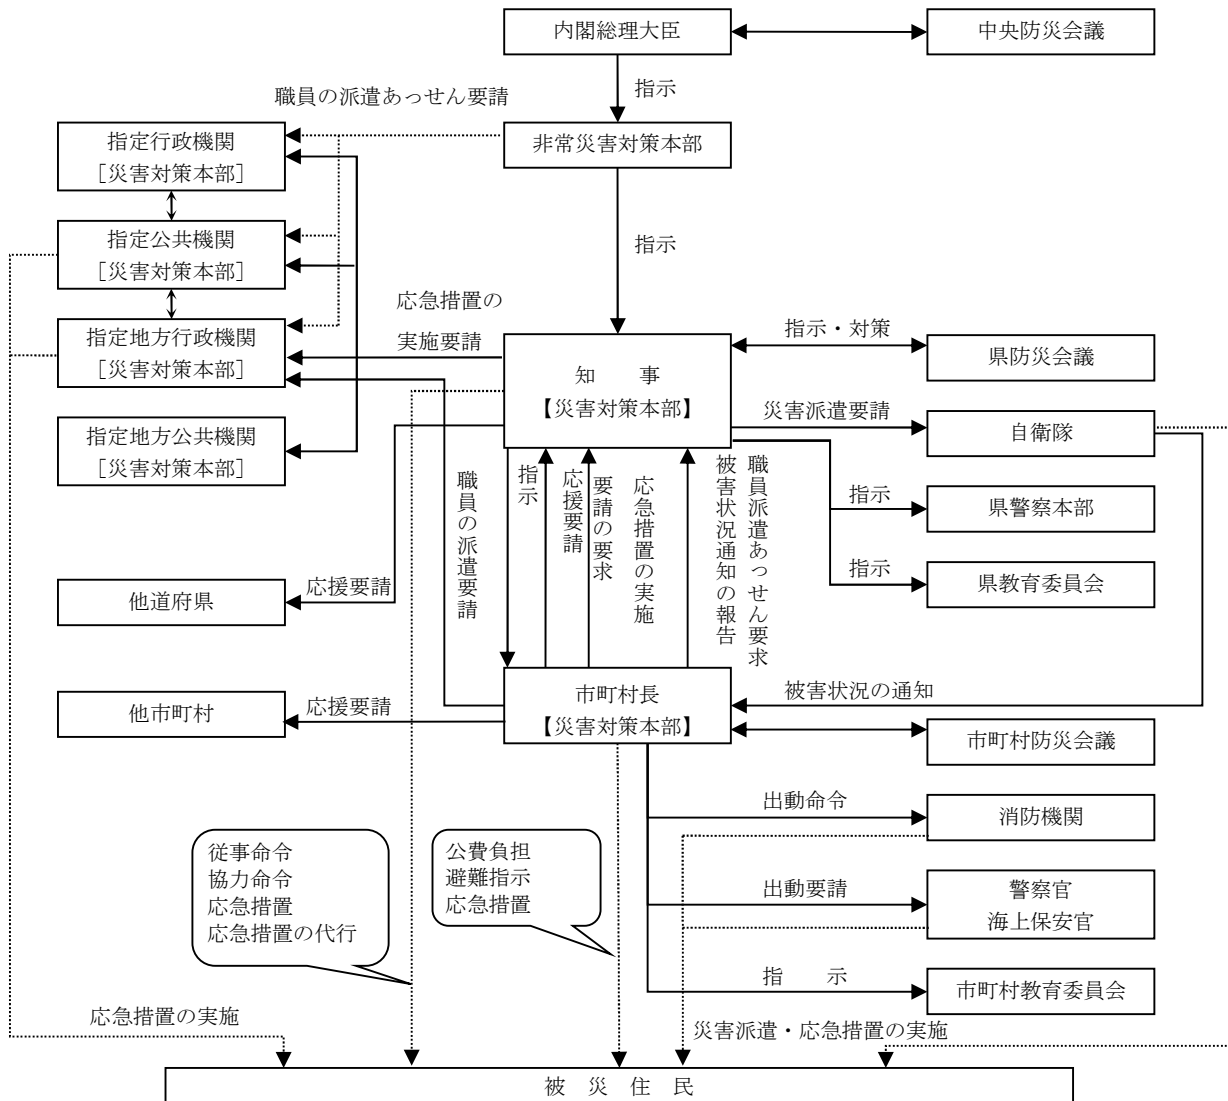 内閣総理大臣
中央防災会議
指示
職員の派遣あっせん要請
指定行政機関
［災害対策本部］
非常災害対策本部
指定公共機関
［災害対策本部］
指示
応急措置の
実施要請
指定地方行政機関
［災害対策本部］
知　事
【災害対策本部】
指示・対策
県防災会議
災害派遣要請
自衛隊
指定地方公共機関
［災害対策本部］
職員の派遣要請
指示
応援要請
要請の要求
応急措置の実施
被害状況通知の報告
職員派遣あっせん要求
指示
県警察本部
指示
県教育委員会
他道府県
応援要請
他市町村
応援要請
市町村長
【災害対策本部】
被害状況の通知
市町村防災会議
出動命令
消防機関
従事命令
協力命令
応急措置
応急措置の代行
公費負担
避難指示
応急措置
出動要請
警察官
海上保安官
指　示
市町村教育委員会
応急措置の実施
災害派遣・応急措置の実施
被　災　住　民